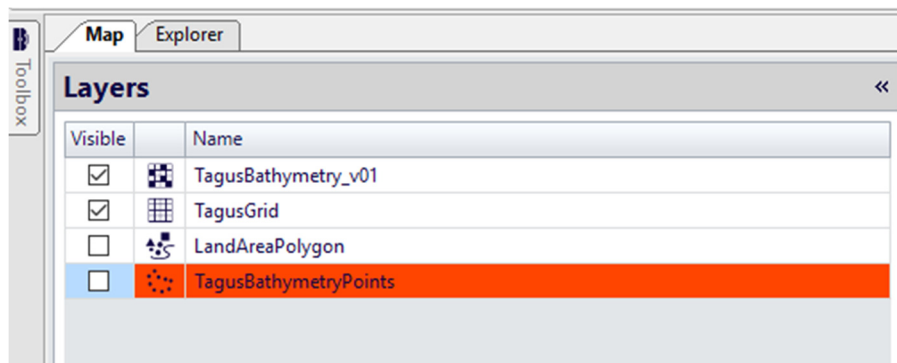 Map Explorer
Toolbox
Layers «
Visible Name
TagusBathymetry_v01
TagusGrid
LandAreaPolygon
TagusBathymetryPoints